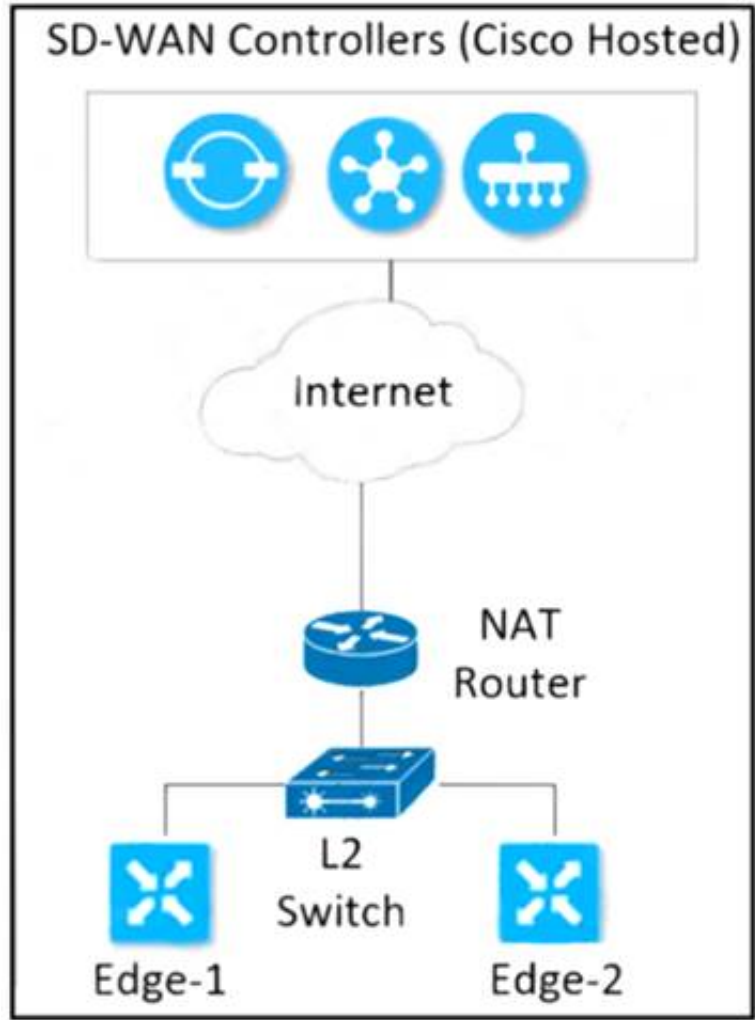 SD-WAN Controllers (Cisco Hosted)
Internet
NAT
Router
L2
Switch
Edge-1
Edge-2